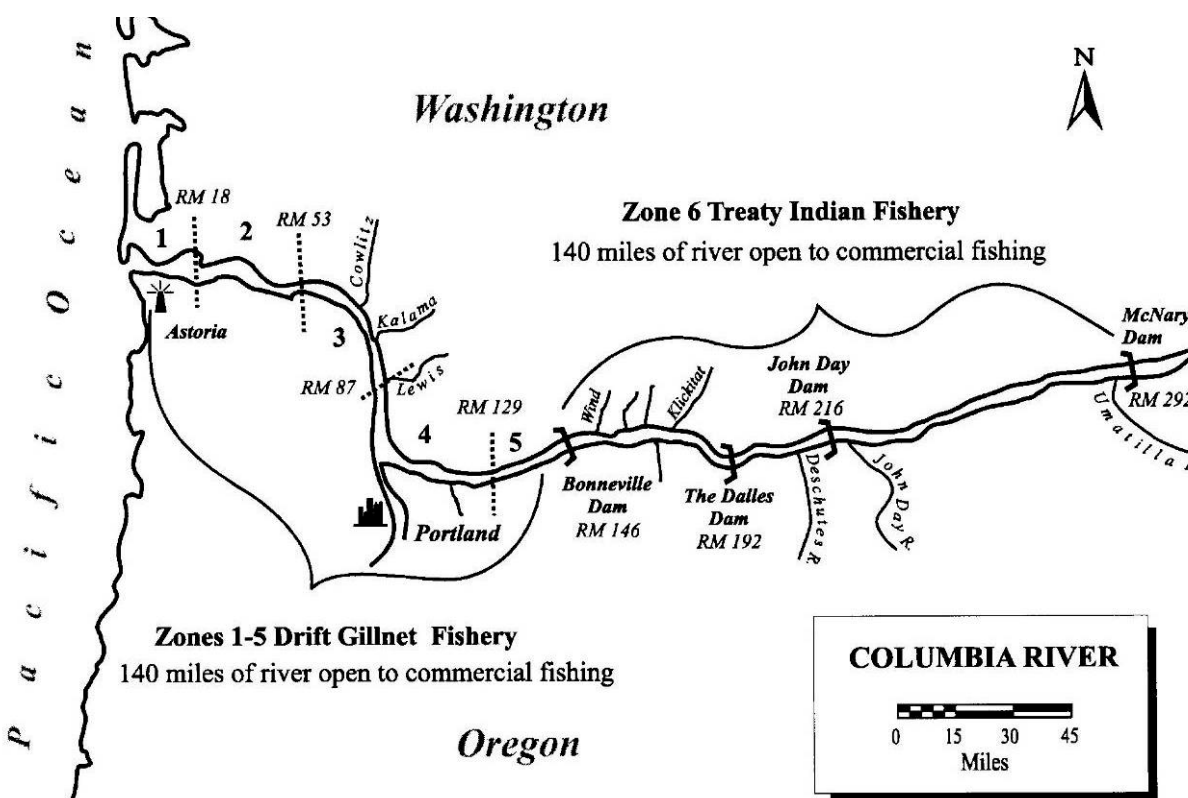 Pacific Ocean
N
Washington
RM 18
RM 53
1
2
Cowlitz
Zone 6 Treaty Indian Fishery
140 miles of river open to commercial fishing
Astoria
3
Kalama
RM 87
Lewis
McNary
Dam
RM 292
Umatilla
RM 129
4
5
Wind
Klickitat
John Day
Dam
RM 216
Bonneville
Dam
RM 146
The Dalles
Dam
RM 192
Deschutes R.
John Day R.
Portland
Zones 1-5 Drift Gillnet Fishery
140 miles of river open to commercial fishing
Oregon
COLUMBIA RIVER
0 15 30 45
Miles